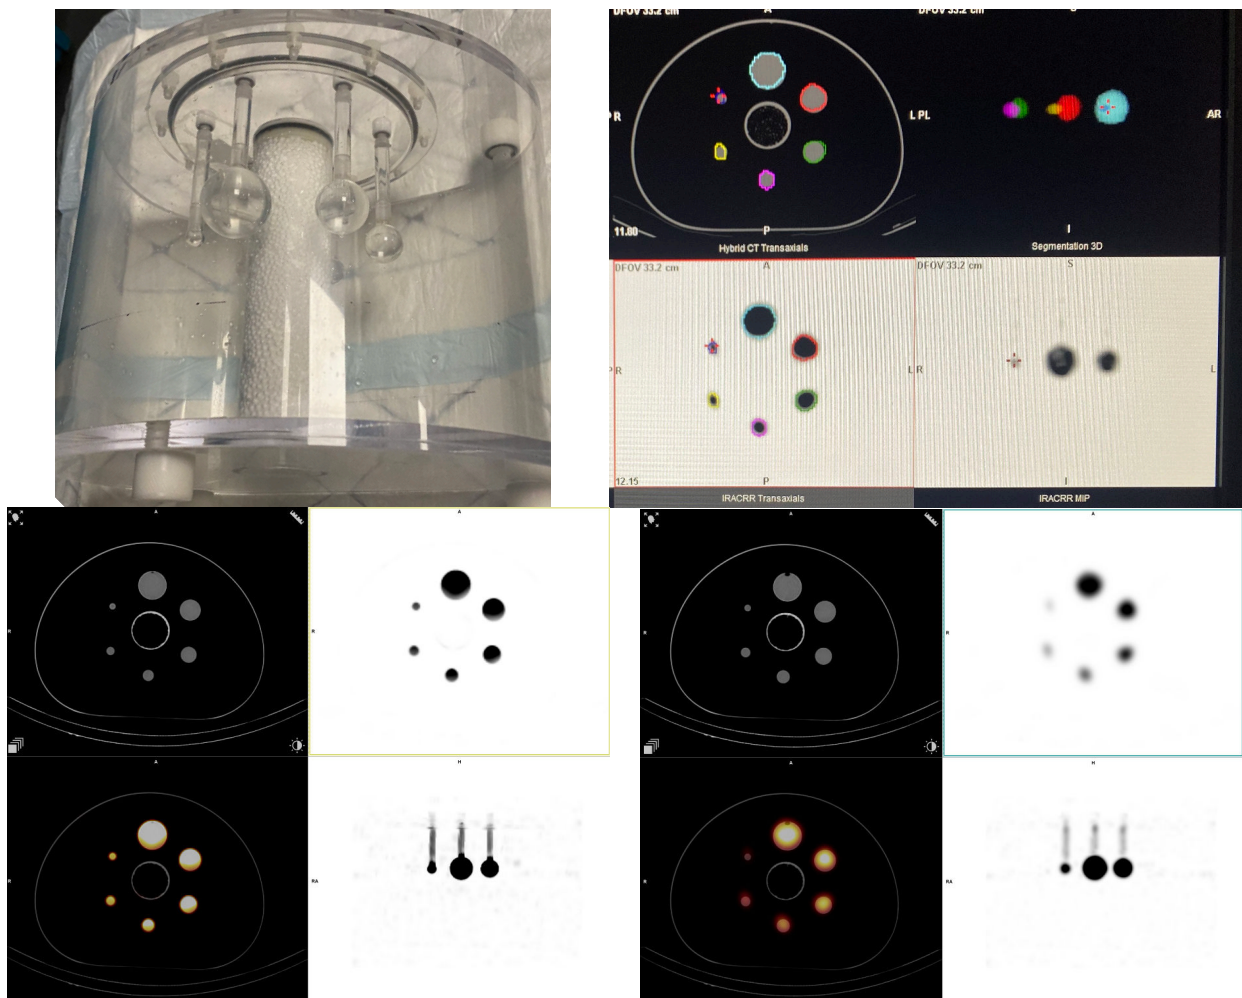 DFOV 33.2 cm
A
DFOV 33.2 cm
S
P R
L PL
AR
11.80
P
I
Hybrid CT Transaxials
Segmentation 3D
DFOV 33.2 cm
A
DFOV 33.2 cm
S
P R
L R
L
12.15
P
I
IRACRR Transaxials
IRACRR MIP
A
A
A
A
R
R
R
R
A
H
A
H
R
RA
R
RA